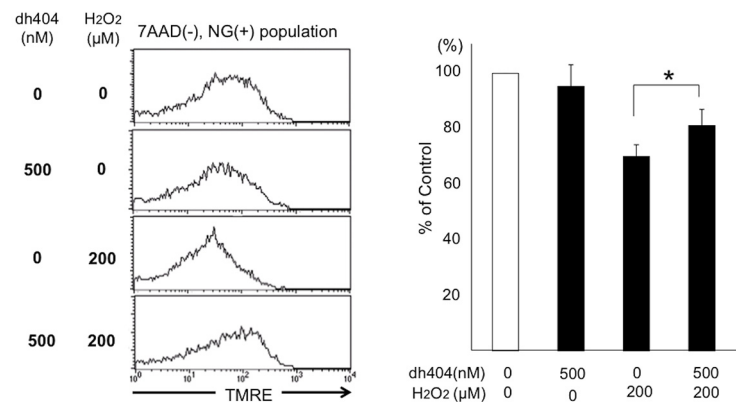 dh404 H2O2
(nM) (µM)
7AAD(-), NG(+) population
0 0
500 0
0 200
500 200
10^0 10^1 10^2 10^3 10^4
TMRE
(%)
100
80
60
40
20
% of Control
*
dh404(nM) 0 500 0 500
H2O2 (µM) 0 0 200 200